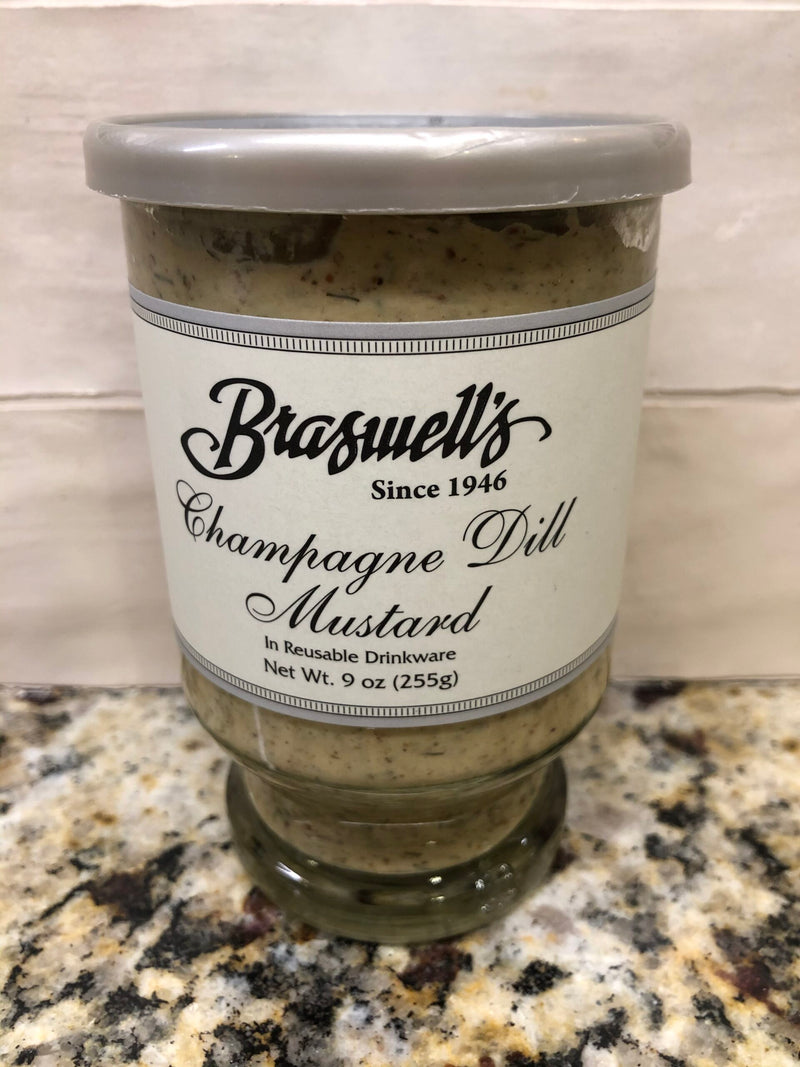 Braswell's
Since 1946
Champagne Dill
Mustard
In Reusable Drinkware
Net Wt. 9 oz (255g)